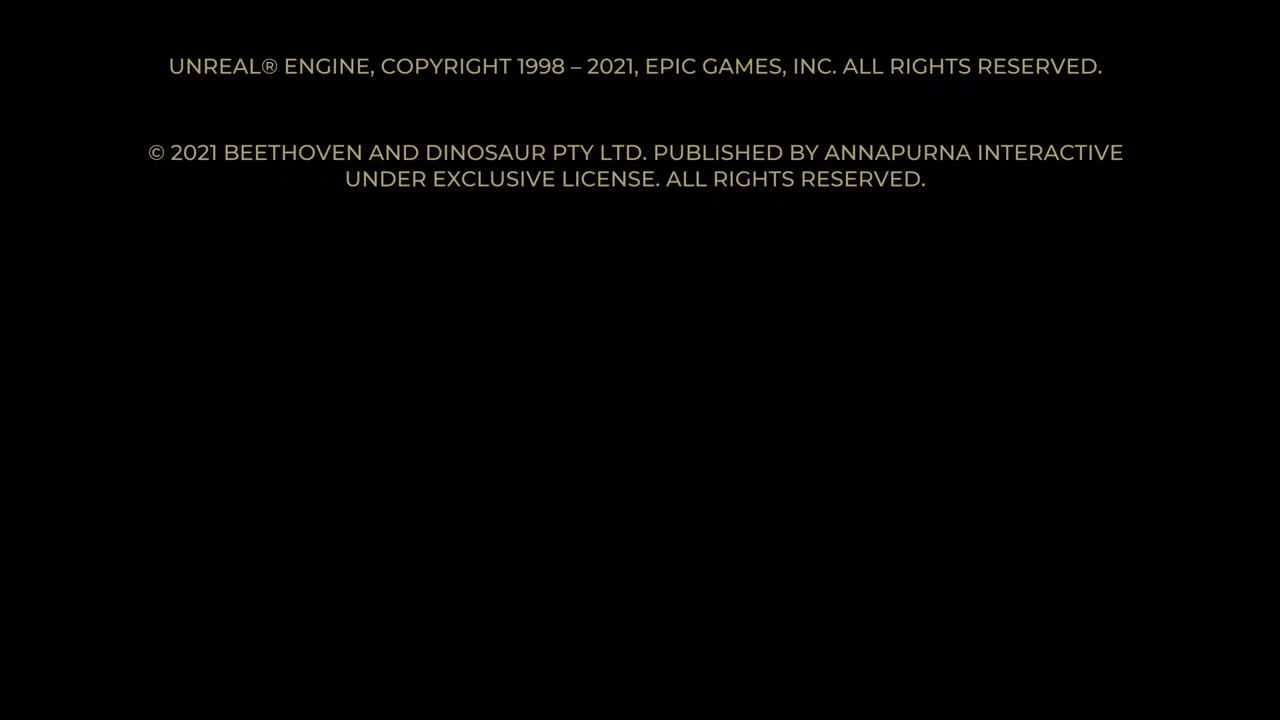 UNREAL® ENGINE, COPYRIGHT 1998 – 2021, EPIC GAMES, INC. ALL RIGHTS RESERVED.
© 2021 BEETHOVEN AND DINOSAUR PTY LTD. PUBLISHED BY ANNAPURNA INTERACTIVE
UNDER EXCLUSIVE LICENSE. ALL RIGHTS RESERVED.